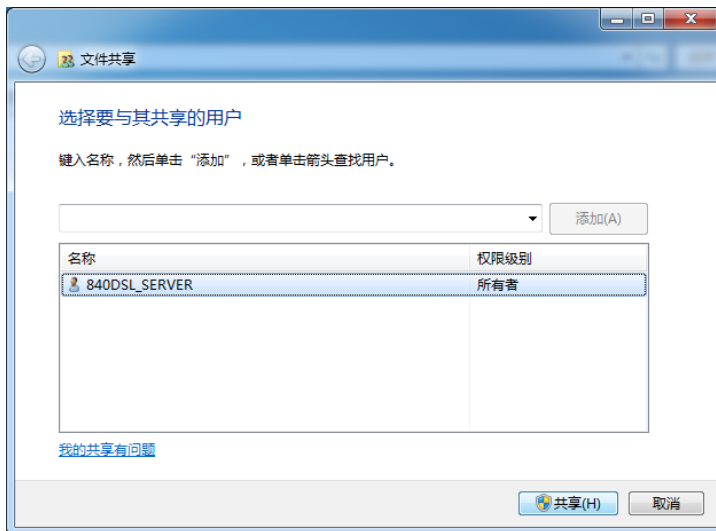 文件共享
选择要与其共享的用户
键入名称，然后单击“添加”，或者单击箭头查找用户。
添加(A)
名称 权限级别
840DSL_SERVER 所有者
我的共享有问题
共享(H) 取消